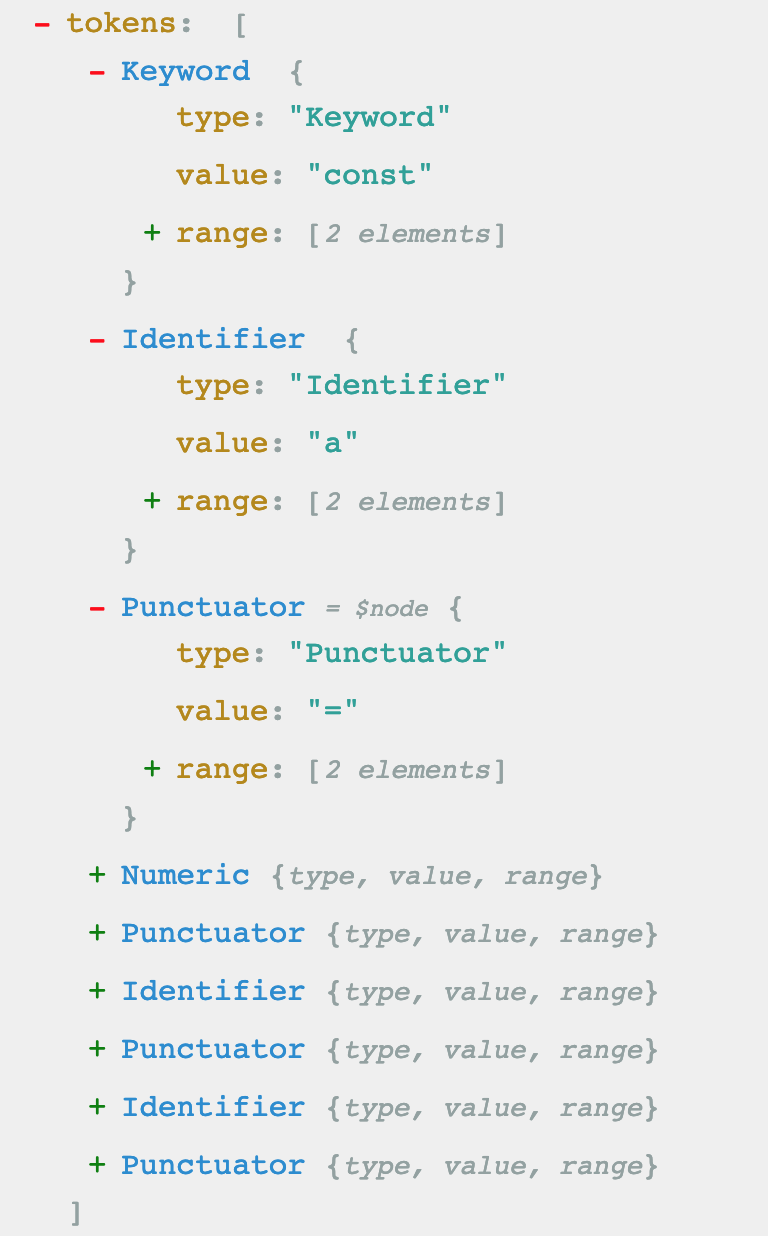 - tokens: [
- Keyword {
type: "Keyword"
value: "const"
+ range: [2 elements]
}
- Identifier {
type: "Identifier"
value: "a"
+ range: [2 elements]
}
- Punctuator = $node {
type: "Punctuator"
value: "="
+ range: [2 elements]
}
+ Numeric {type, value, range}
+ Punctuator {type, value, range}
+ Identifier {type, value, range}
+ Punctuator {type, value, range}
+ Identifier {type, value, range}
+ Punctuator {type, value, range}
]